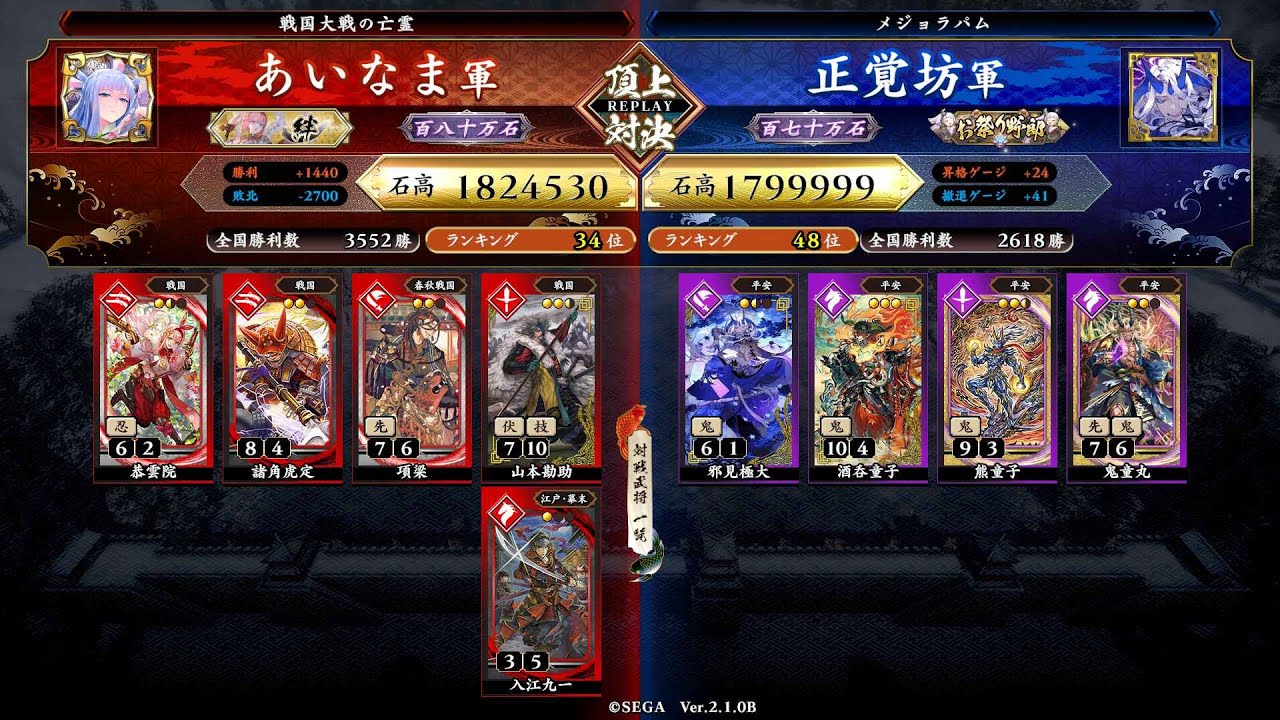 戦国大戦の亡霊
メジョラパム
あいなま軍
頂上
REPLAY
対決
正覚坊軍
絆
百八十万石
百七十万石
お祭り野郎
勝利 +1440
敗北 -2700
石高 1824530
石高 1799999
昇格ゲージ +24
撤退ゲージ +41
全国勝利数 3552勝
ランキング 34位
ランキング 48位
全国勝利数 2618勝
戦国
戦国
春秋戦国
戦国
平安
平安
平安
平安
忍
先
伏 技
鬼
鬼
鬼
先 鬼
6 2
8 4
7 6
7 10
6 1
10 4
9 3
7 6
恭雲院
諸角虎定
項梁
山本勘助
邪見極大
酒呑童子
熊童子
鬼童丸
対戦武将一覧
江戸・幕末
3 5
入江九一
©SEGA Ver.2.1.0B